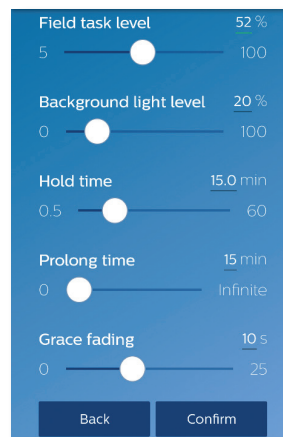 Field task level 52 %
5 100
Background light level 20 %
0 100
Hold time 15.0 min
0.5 60
Prolong time 15 min
0 Infinite
Grace fading 10 s
0 25
Back Confirm